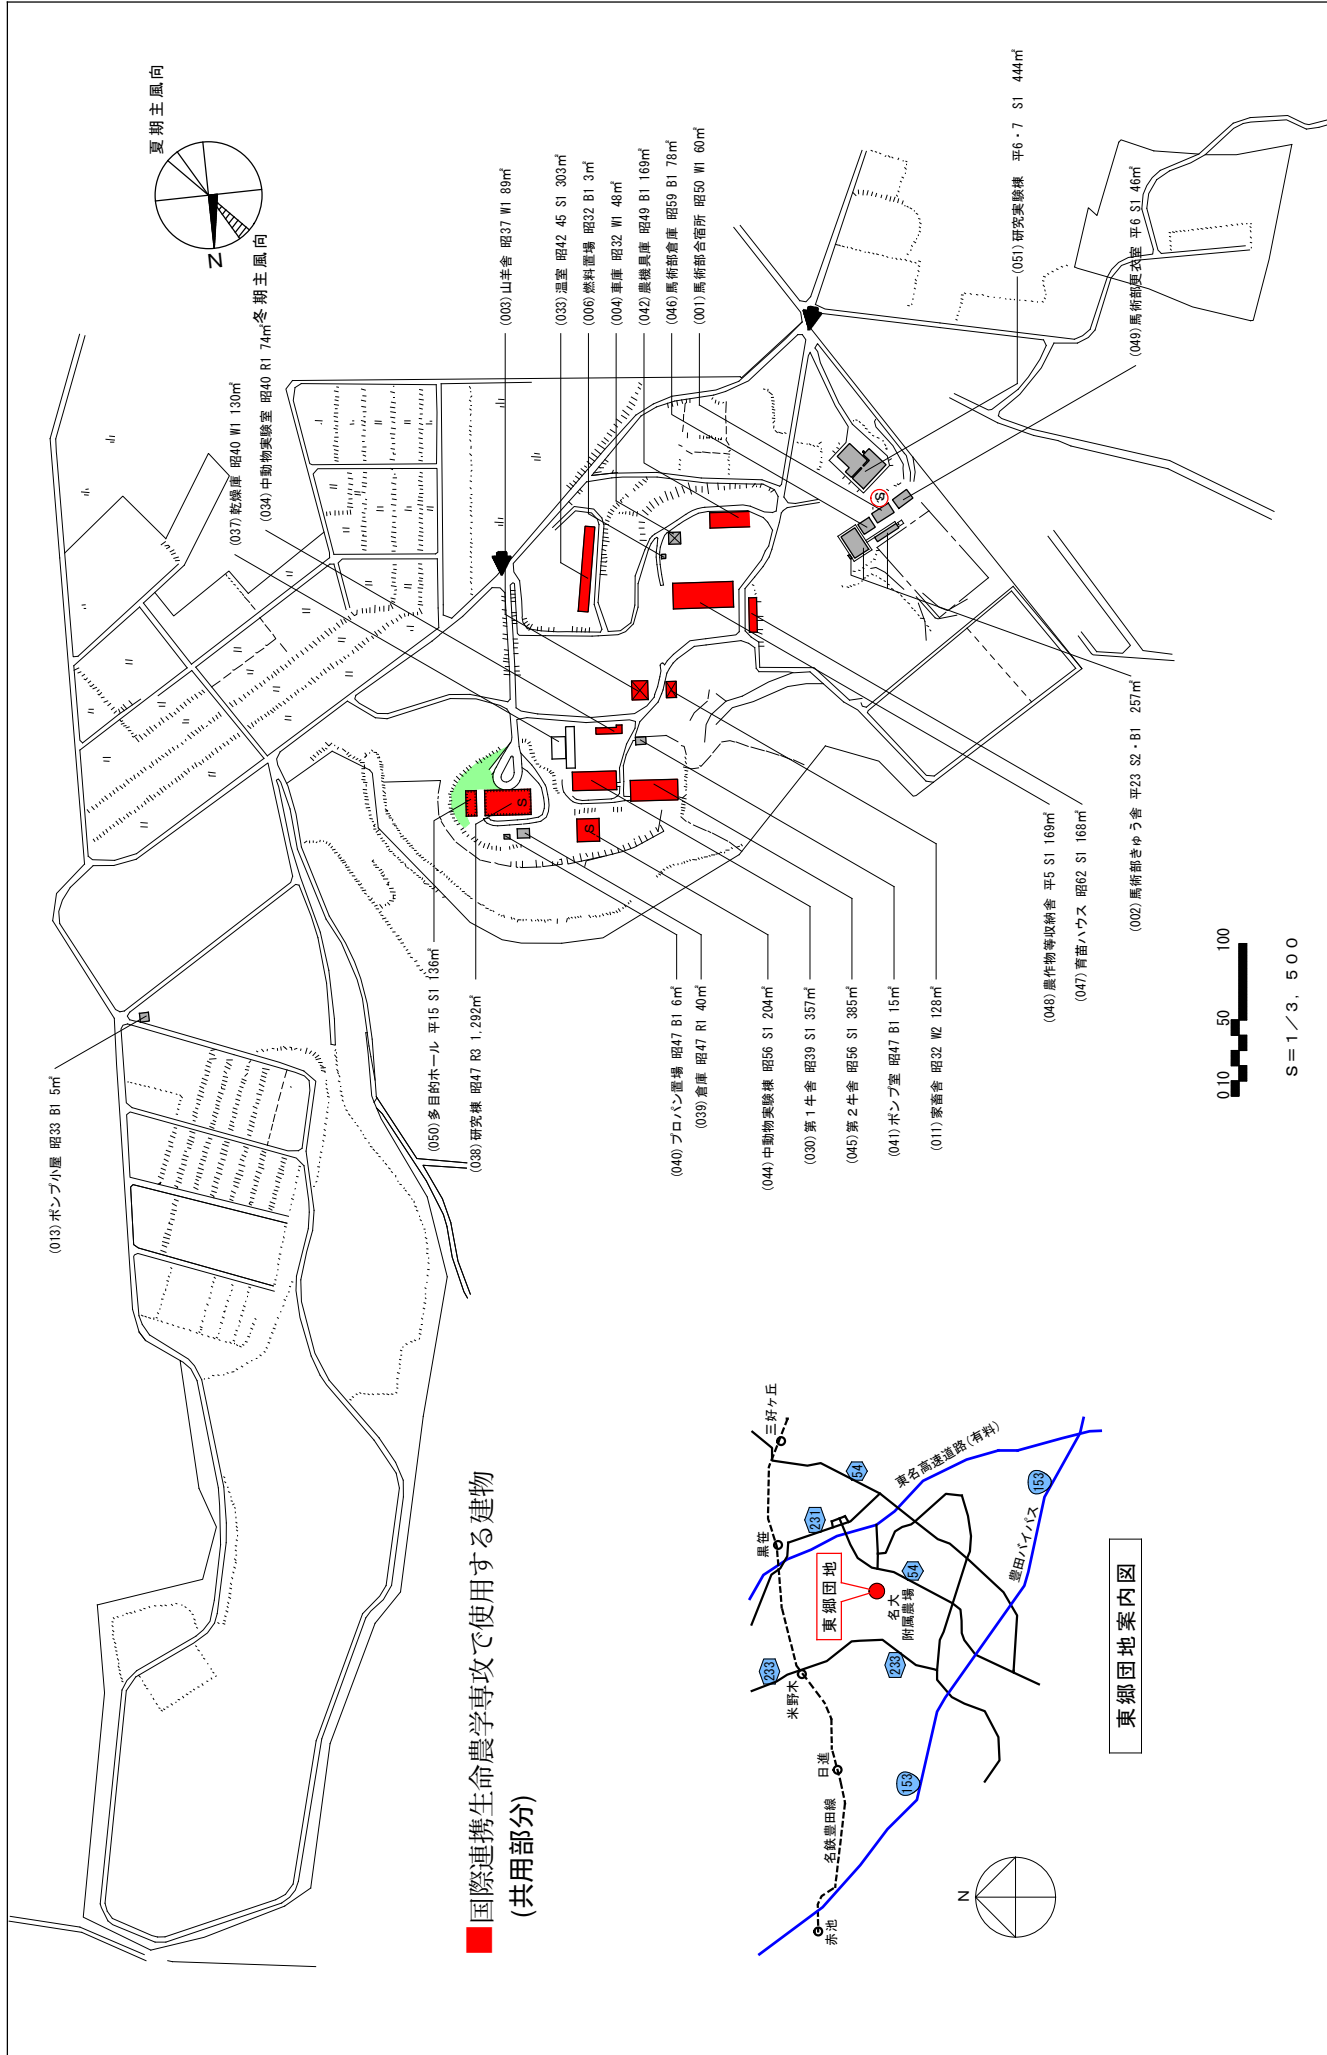 夏期主風向
N
冬期主風向
(037)乾燥庫 昭40 W1 130㎡
(034)中動物実験室 昭40 R1 74㎡
(003)山羊舎 昭37 W1 89㎡
(033)温室 昭42 45 S1 303㎡
(006)燃料置場 昭32 B1 3㎡
(004)車庫 昭32 W1 48㎡
(042)農機具庫 昭49 B1 169㎡
(046)馬術部倉庫 昭59 B1 78㎡
(001)馬術部合宿所 昭50 W1 60㎡
(051)研究実験棟 平6・7 S1 444㎡
(049)馬術部更衣室 平6 S1 46㎡
S
S
S
(013)ポンプ小屋 昭33 B1 5㎡
(050)多目的ホール 平15 S1 136㎡
(038)研究棟 昭47 R3 1,292㎡
(040)プロパン置場 昭47 B1 6㎡
(039)倉庫 昭47 R1 40㎡
(044)中動物実験棟 昭56 S1 204㎡
(030)第1牛舎 昭39 S1 357㎡
(045)第2牛舎 昭56 S1 385㎡
(041)ポンプ室 昭47 B1 15㎡
(011)家畜舎 昭32 W2 128㎡
(048)農作物等収納舎 平5 S1 169㎡
(047)育苗ハウス 昭62 S1 168㎡
(002)馬術部きゅう舎 平23 S2・B1 257㎡
0 10 50 100
S=1/3,500
国際連携生命農学専攻で使用する建物
(共用部分)
三好ヶ丘
黒笹
米野木
日進
赤池
名鉄豊田線
東名高速道路(有料)
豊田バイパス
54
231
54
233
233
153
153
東郷団地
名大
附属農場
N
東郷団地案内図